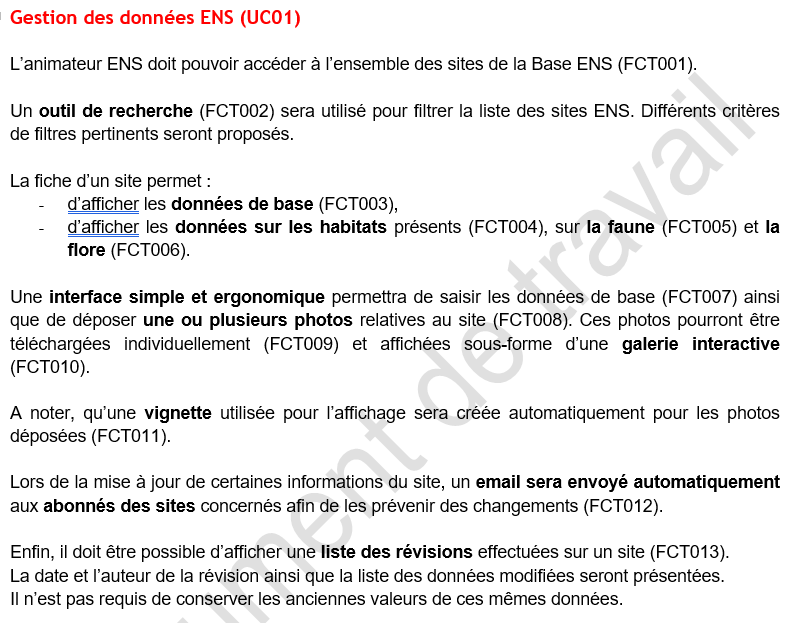 Gestion des données ENS (UC01)
L’animateur ENS doit pouvoir accéder à l’ensemble des sites de la Base ENS (FCT001).
Un outil de recherche (FCT002) sera utilisé pour filtrer la liste des sites ENS. Différents critères
de filtres pertinents seront proposés.
La fiche d’un site permet :
- d’afficher les données de base (FCT003),
- d’afficher les données sur les habitats présents (FCT004), sur la faune (FCT005) et la
flore (FCT006).
Une interface simple et ergonomique permettra de saisir les données de base (FCT007) ainsi
que de déposer une ou plusieurs photos relatives au site (FCT008). Ces photos pourront être
téléchargées individuellement (FCT009) et affichées sous-forme d’une galerie interactive
(FCT010).
A noter, qu’une vignette utilisée pour l’affichage sera créée automatiquement pour les photos
déposées (FCT011).
Lors de la mise à jour de certaines informations du site, un email sera envoyé automatiquement
aux abonnés des sites concernés afin de les prévenir des changements (FCT012).
Enfin, il doit être possible d’afficher une liste des révisions effectuées sur un site (FCT013).
La date et l’auteur de la révision ainsi que la liste des données modifiées seront présentées.
Il n’est pas requis de conserver les anciennes valeurs de ces mêmes données.
ument de travail